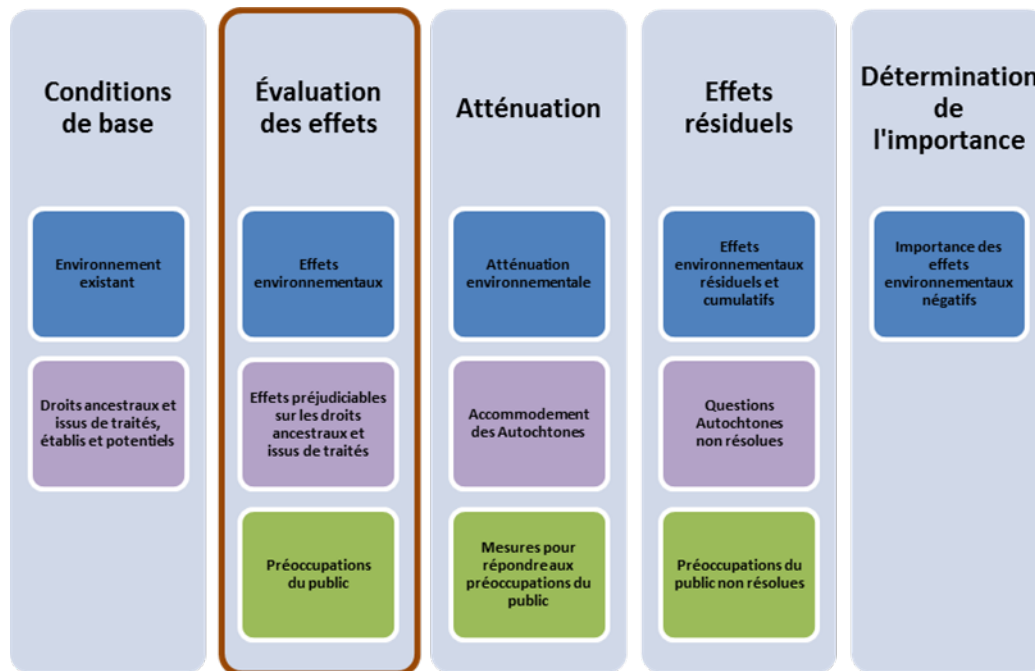 Conditions
de base
Environnement
existant
Droits ancestraux et
issus de traités,
établis et potentiels
Évaluation
des effets
Effets
environnementaux
Effets préjudiciables
sur les droits
ancestraux et
issus de traités
Préoccupations
du public
Atténuation
Atténuation
environnementale
Accommodement
des Autochtones
Mesures pour
répondre aux
préoccupations du
public
Effets
résiduels
Effets
environnementaux
résiduels et
cumulatifs
Questions
Autochtones
non résolues
Préoccupations du
public non résolues
Détermination
de
l'importance
Importance des
effets
environnementaux
négatifs